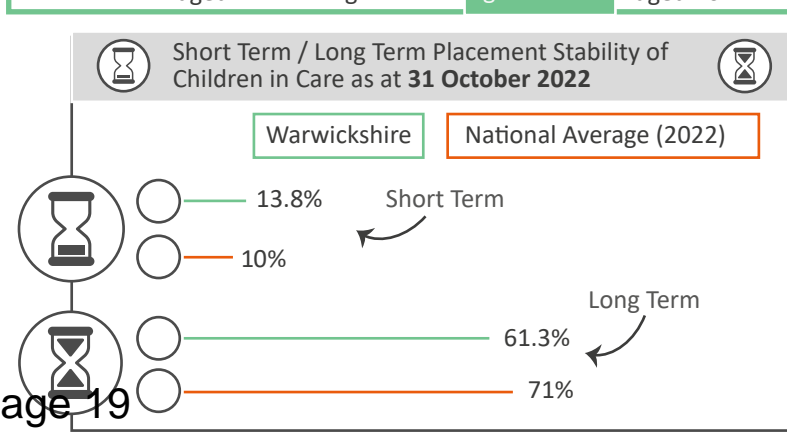 Short Term / Long Term Placement Stability of
Children in Care as at 31 October 2022
Warwickshire
National Average (2022)
13.8%
Short Term
10%
Long Term
61.3%
71%
age 19